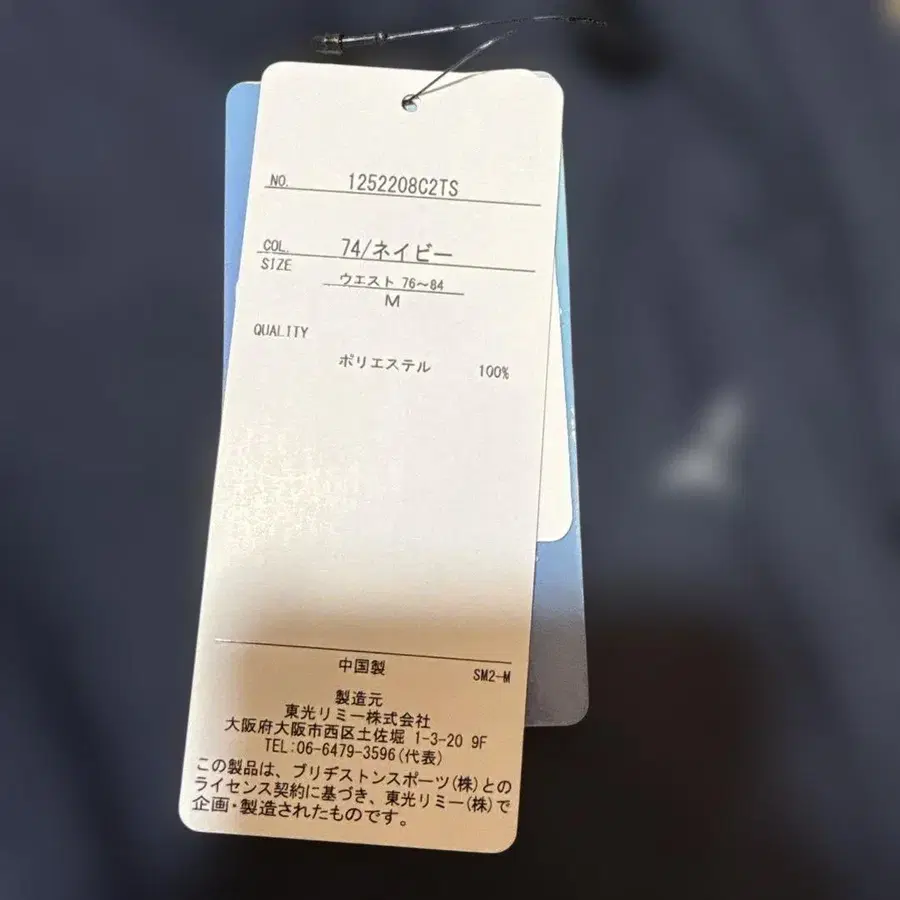 NO. 1252208C2TS
COL. 74/ネイビー
SIZE ウエスト 76～84
M
QUALITY
ポリエステル 100%
中国製 SM2-M
製造元
東光リミー株式会社
大阪府大阪市西区土佐堀 1-3-20 9F
TEL:06-6479-3596(代表)
この製品は、ブリヂストンスポーツ(株)との
ライセンス契約に基づき、東光リミー(株)で
企画・製造されたものです。